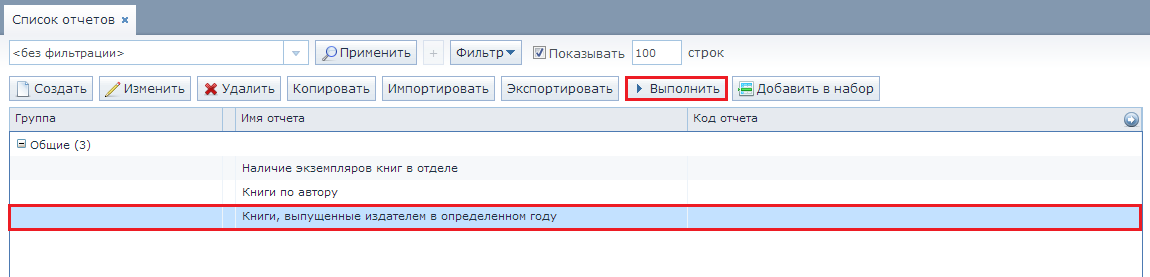 Список отчетов ×
<без фильтрации> Применить + Фильтр Показывать 100 строк
Создать Изменить Удалить Копировать Импортировать Экспортировать Выполнить Добавить в набор
Группа Имя отчета Код отчета
Общие (3)
Наличие экземпляров книг в отделе
Книги по автору
Книги, выпущенные издателем в определенном году